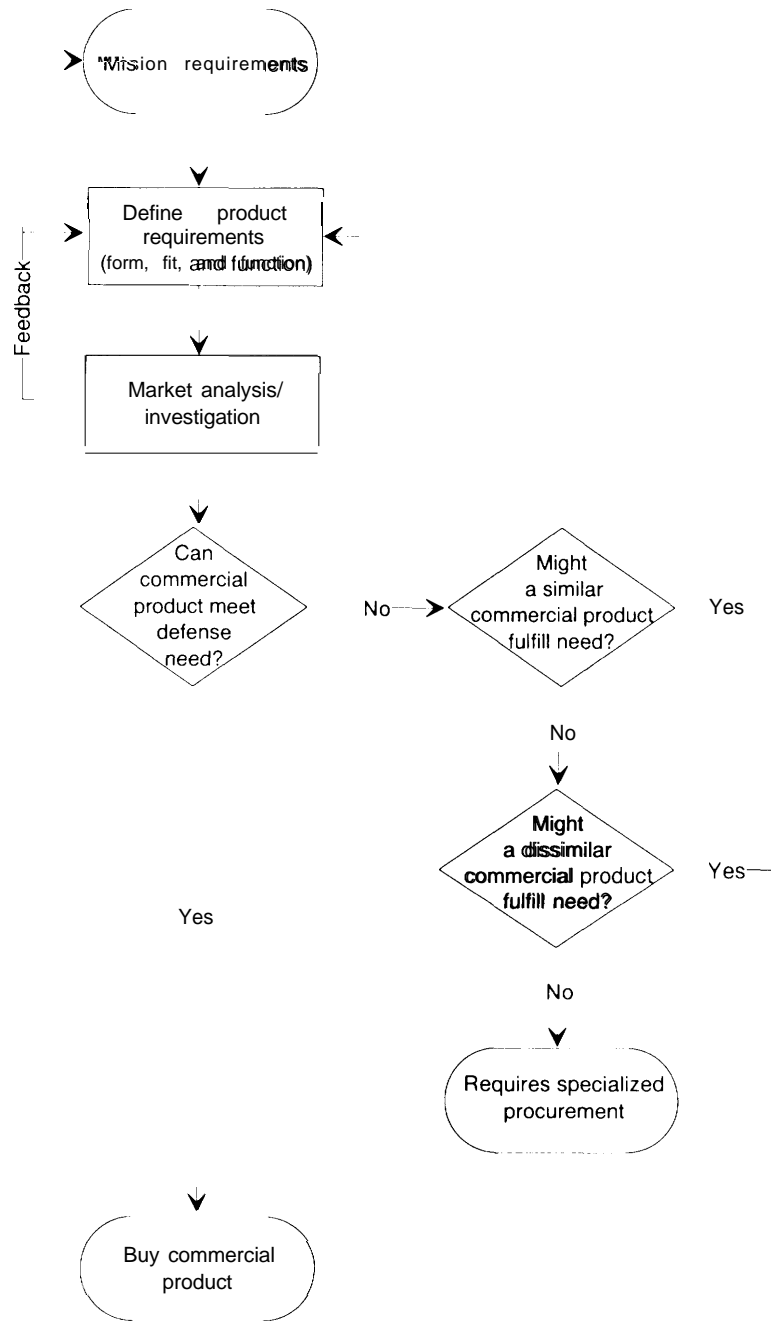 Mission requirements
Define product
requirements
(form, fit, and function)
Feedback
Market analysis/
investigation
Can
commercial
product meet
defense
need?
No
Might
a similar
commercial product
fulfill need?
Yes
No
Might
a dissimilar
commercial product
fulfill need?
Yes
Yes
No
Requires specialized
procurement
Buy commercial
product